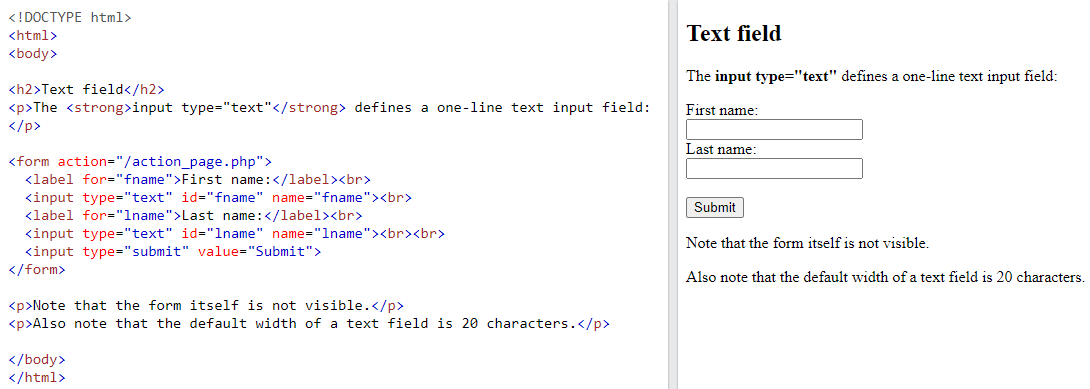 <!DOCTYPE html>
<html>
<body>
<h2>Text field</h2>
<p>The <strong>input type="text"</strong> defines a one-line text input field:
</p>
<form action="/action_page.php">
<label for="fname">First name:</label><br>
<input type="text" id="fname" name="fname"><br>
<label for="lname">Last name:</label><br>
<input type="text" id="lname" name="lname"><br><br>
<input type="submit" value="Submit">
</form>
<p>Note that the form itself is not visible.</p>
<p>Also note that the default width of a text field is 20 characters.</p>
</body>
</html>
Text field
The input type="text" defines a one-line text input field:
First name:
Last name:
Submit
Note that the form itself is not visible.
Also note that the default width of a text field is 20 characters.